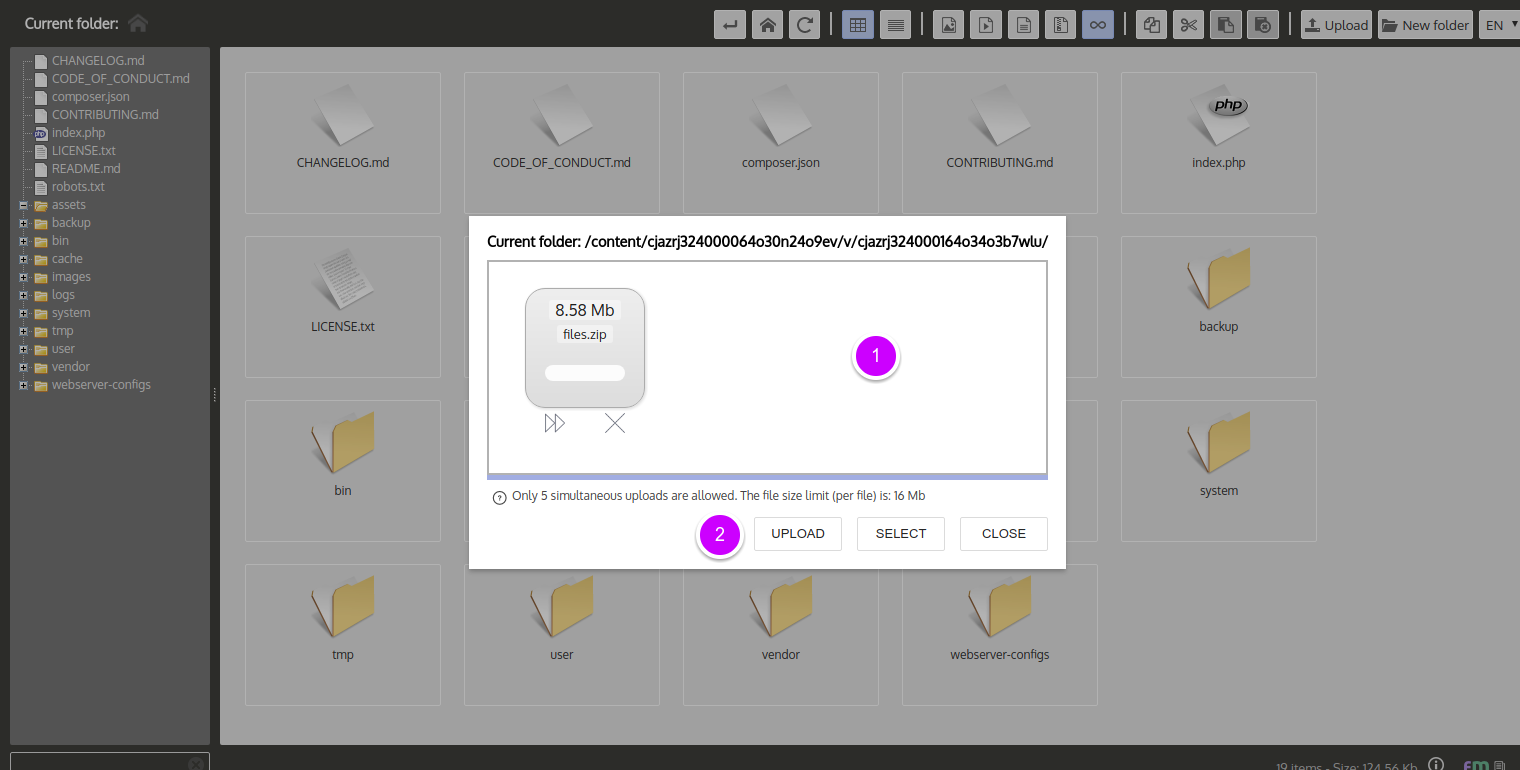 Current folder:
Upload
New folder
EN
CHANGELOG.md
CODE_OF_CONDUCT.md
composer.json
CONTRIBUTING.md
index.php
LICENSE.txt
README.md
robots.txt
assets
backup
bin
cache
images
logs
system
tmp
user
vendor
webserver-configs
php
CHANGELOG.md
CODE_OF_CONDUCT.md
composer.json
CONTRIBUTING.md
index.php
Current folder: /content/cjazrj324000064o30n24o9ev/v/cjazrj324000164o34o3b7wlu/
8.58 Mb
files.zip
1
Only 5 simultaneous uploads are allowed. The file size limit (per file) is: 16 Mb
2
UPLOAD
SELECT
CLOSE
LICENSE.txt
backup
bin
system
tmp
user
vendor
webserver-configs
19 items - Size: 124.56 Kb
fm